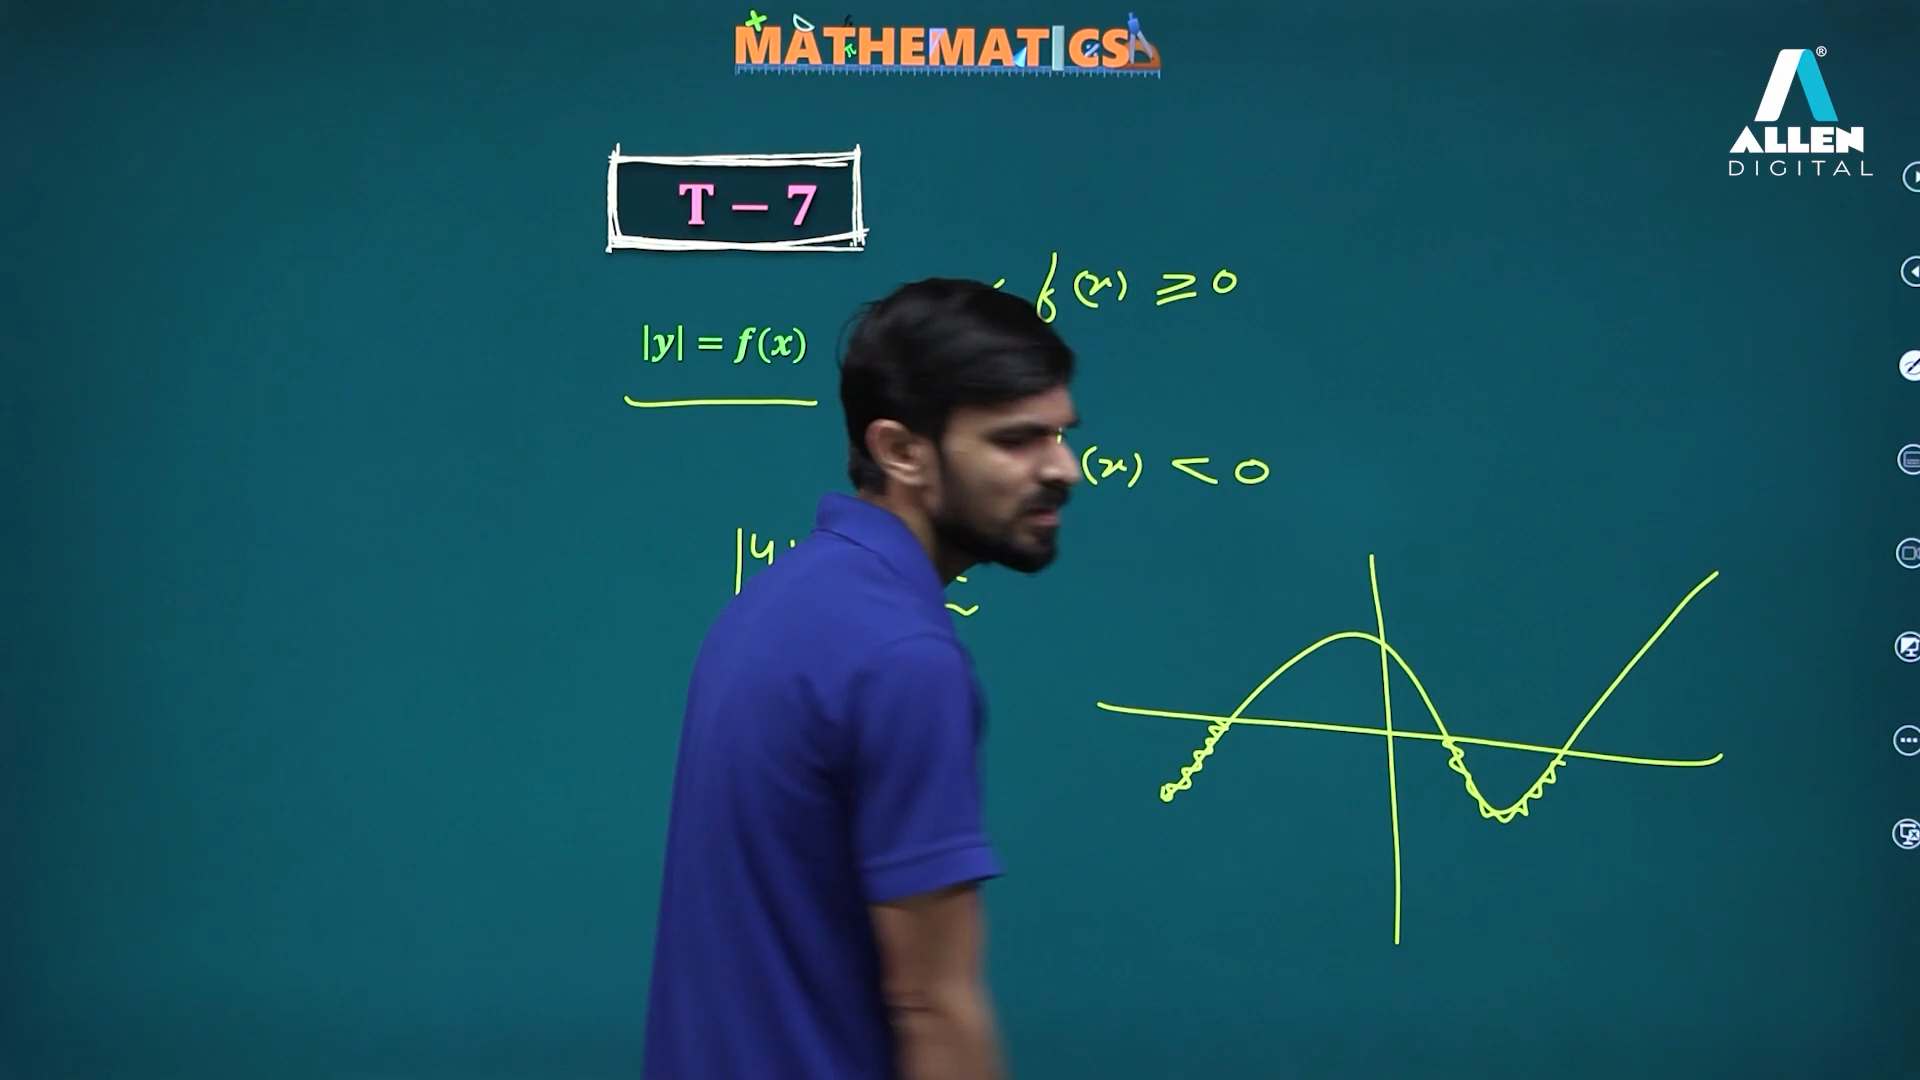 MATHEMATICS
ALLEN
DIGITAL
T – 7
f(x) ≥ 0
|y| = f(x)
(x) < 0
|y